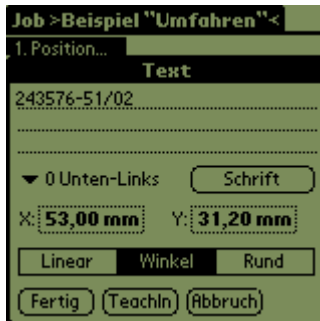 Job >Beispiel "Umfahren"<
1. Position...
Text
243576-51/02
0 Unten-Links Schrift
X: 53,00 mm Y: 31,20 mm
Linear Winkel Rund
Fertig TeachIn Abbruch